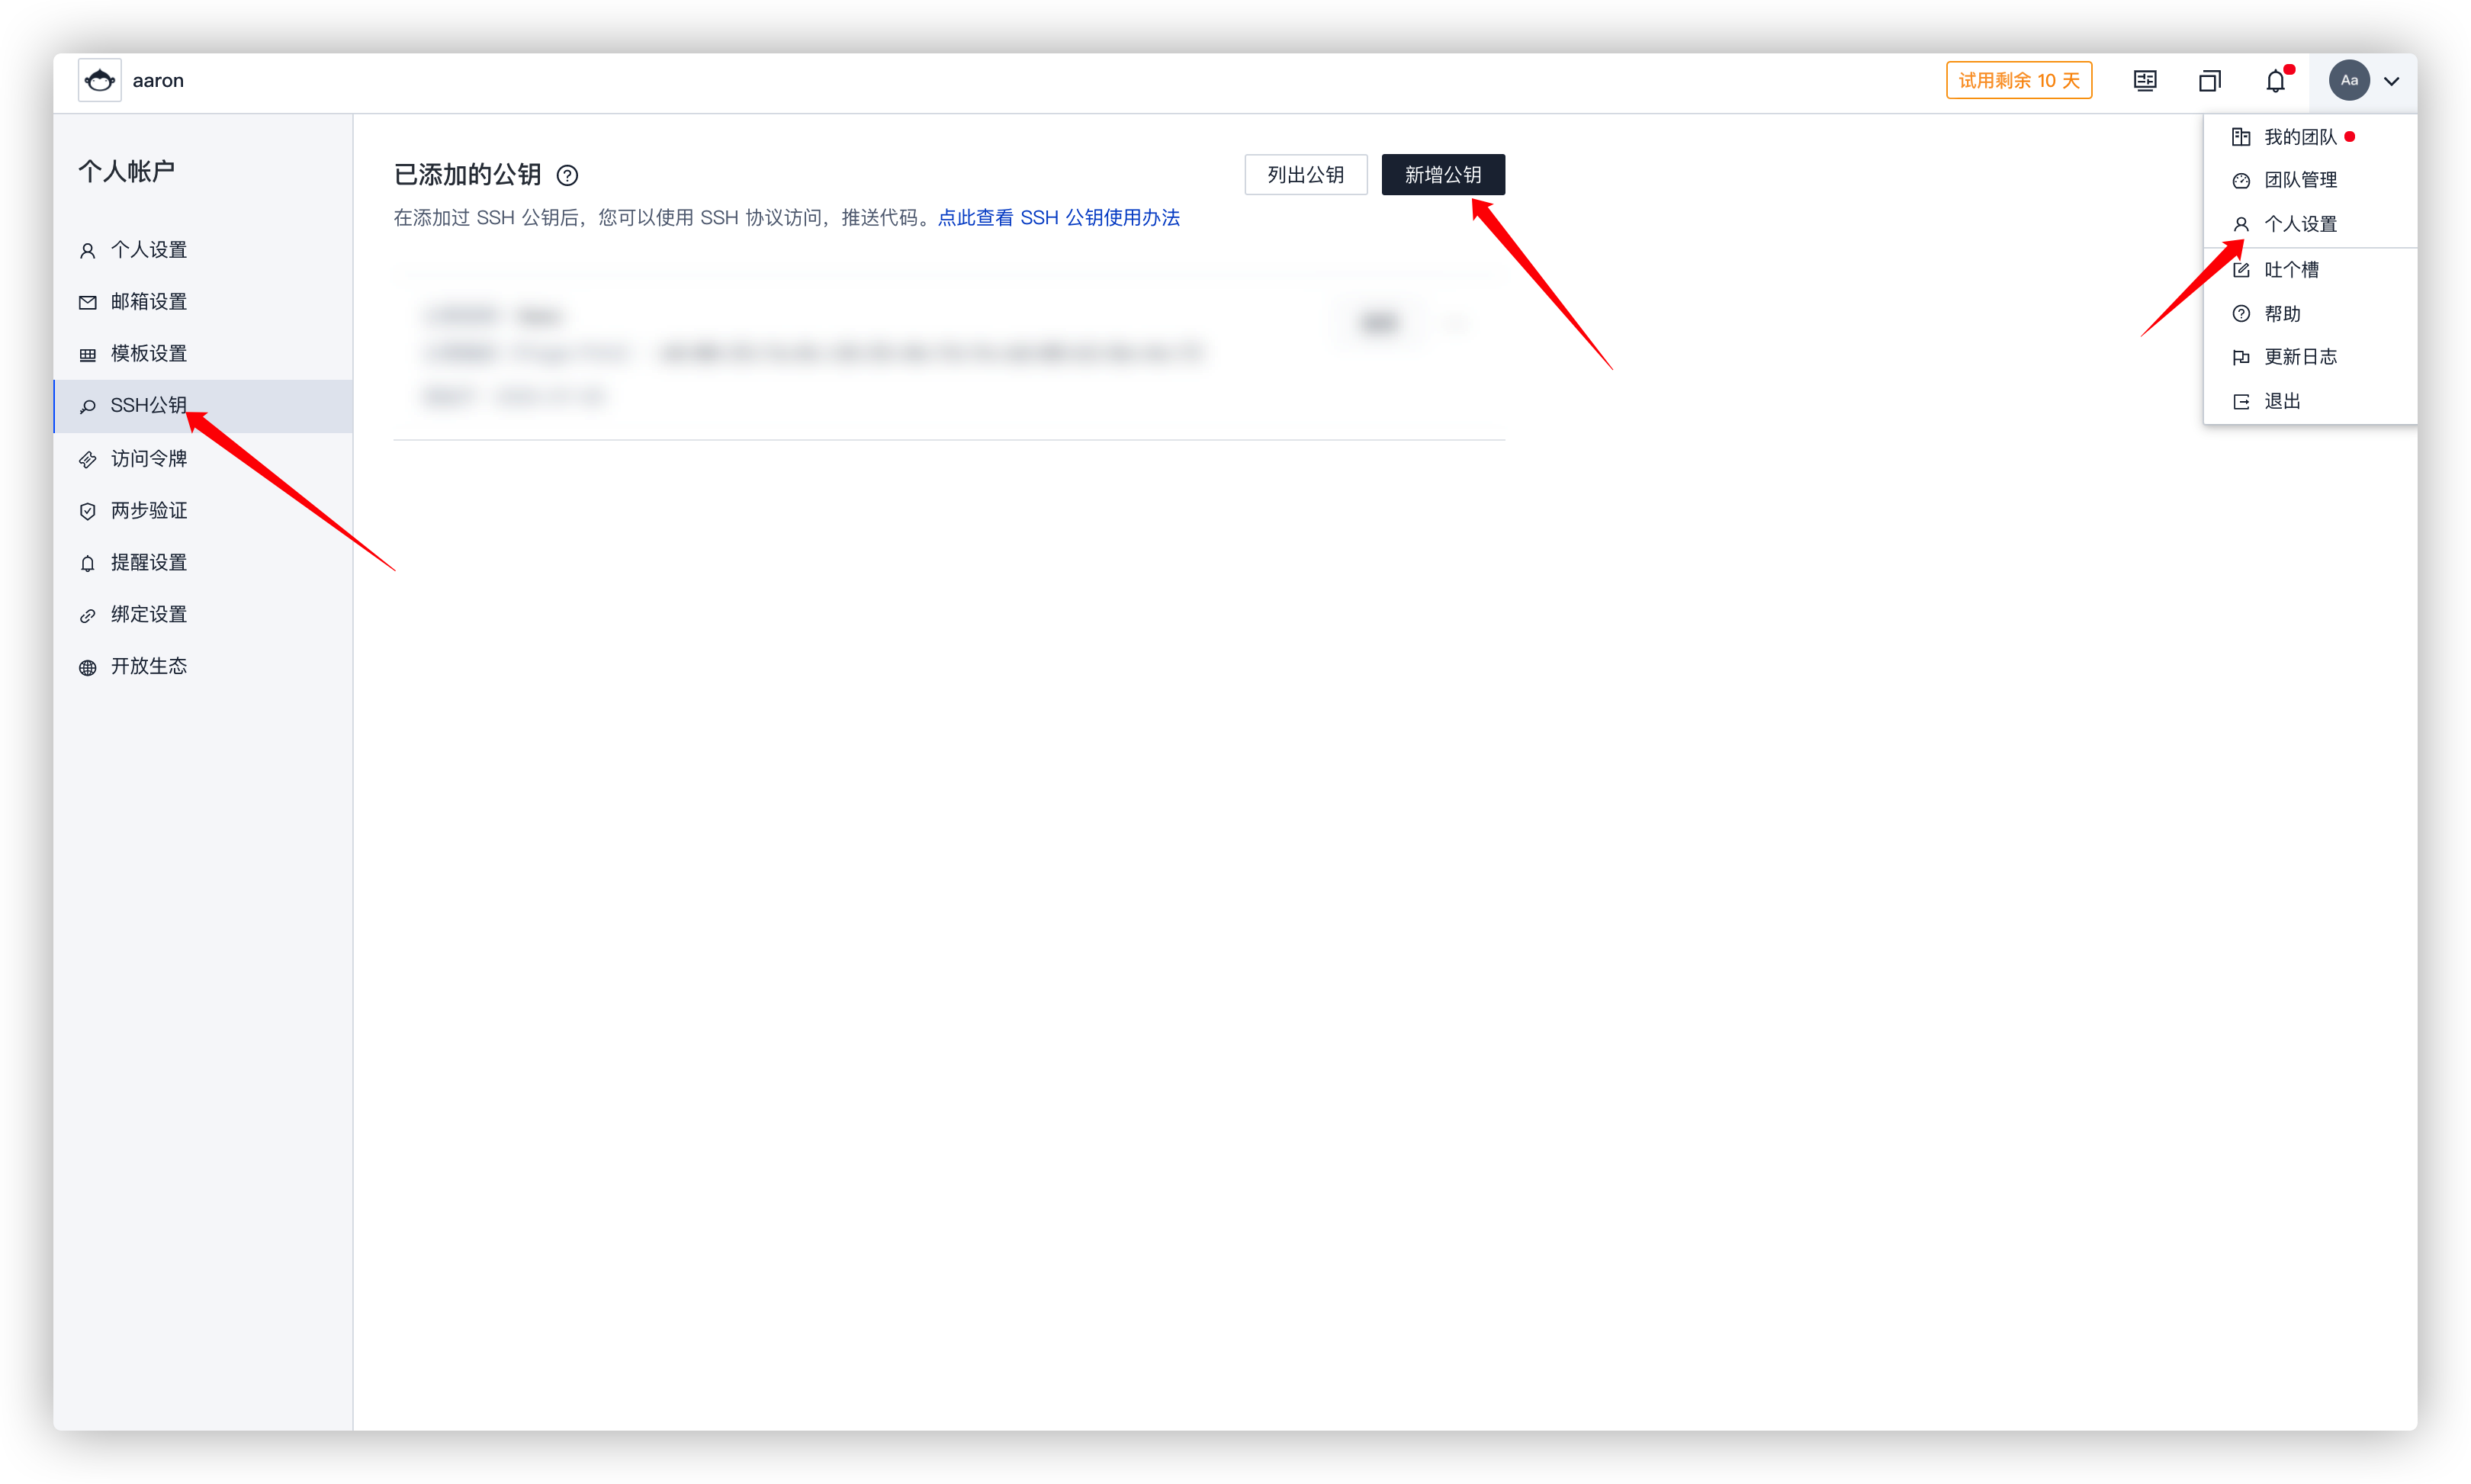 aaron
试用剩余 10 天
Aa
个人帐户
个人设置
邮箱设置
模板设置
SSH公钥
访问令牌
两步验证
提醒设置
绑定设置
开放生态
已添加的公钥
列出公钥
新增公钥
在添加过 SSH 公钥后，您可以使用 SSH 协议访问，推送代码。点此查看 SSH 公钥使用办法
我的团队
团队管理
个人设置
吐个槽
帮助
更新日志
退出